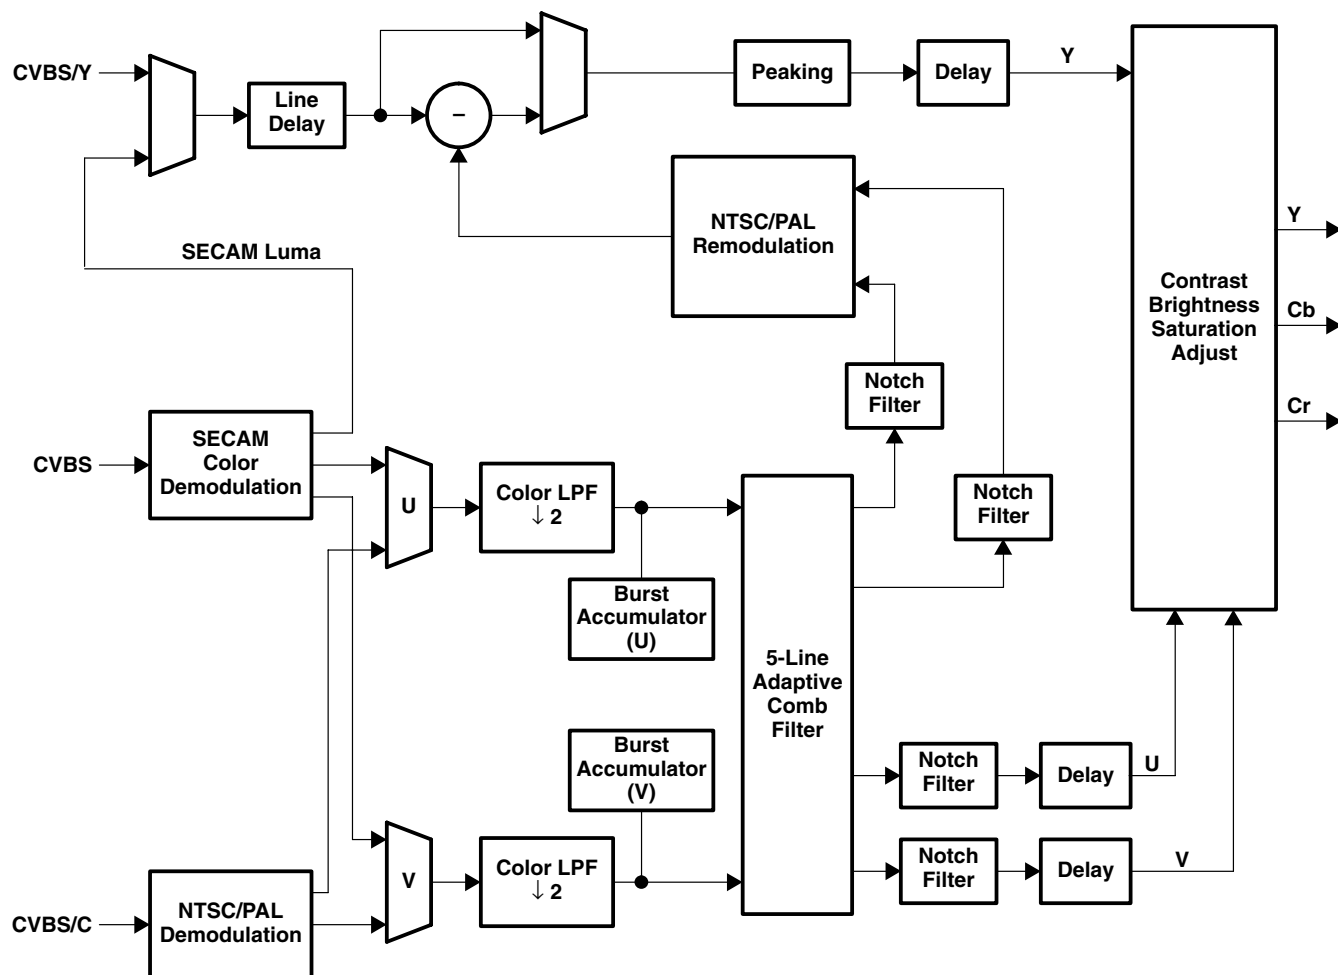 CVBS/Y
Line
Delay
–
Peaking
Delay
Y
NTSC/PAL
Remodulation
SECAM Luma
Contrast
Brightness
Saturation
Adjust
Y
Cb
Cr
Notch
Filter
CVBS
SECAM
Color
Demodulation
U
Color LPF
↓ 2
Notch
Filter
Burst
Accumulator
(U)
5-Line
Adaptive
Comb
Filter
Burst
Accumulator
(V)
Notch
Filter
Delay
U
CVBS/C
NTSC/PAL
Demodulation
V
Color LPF
↓ 2
Notch
Filter
Delay
V